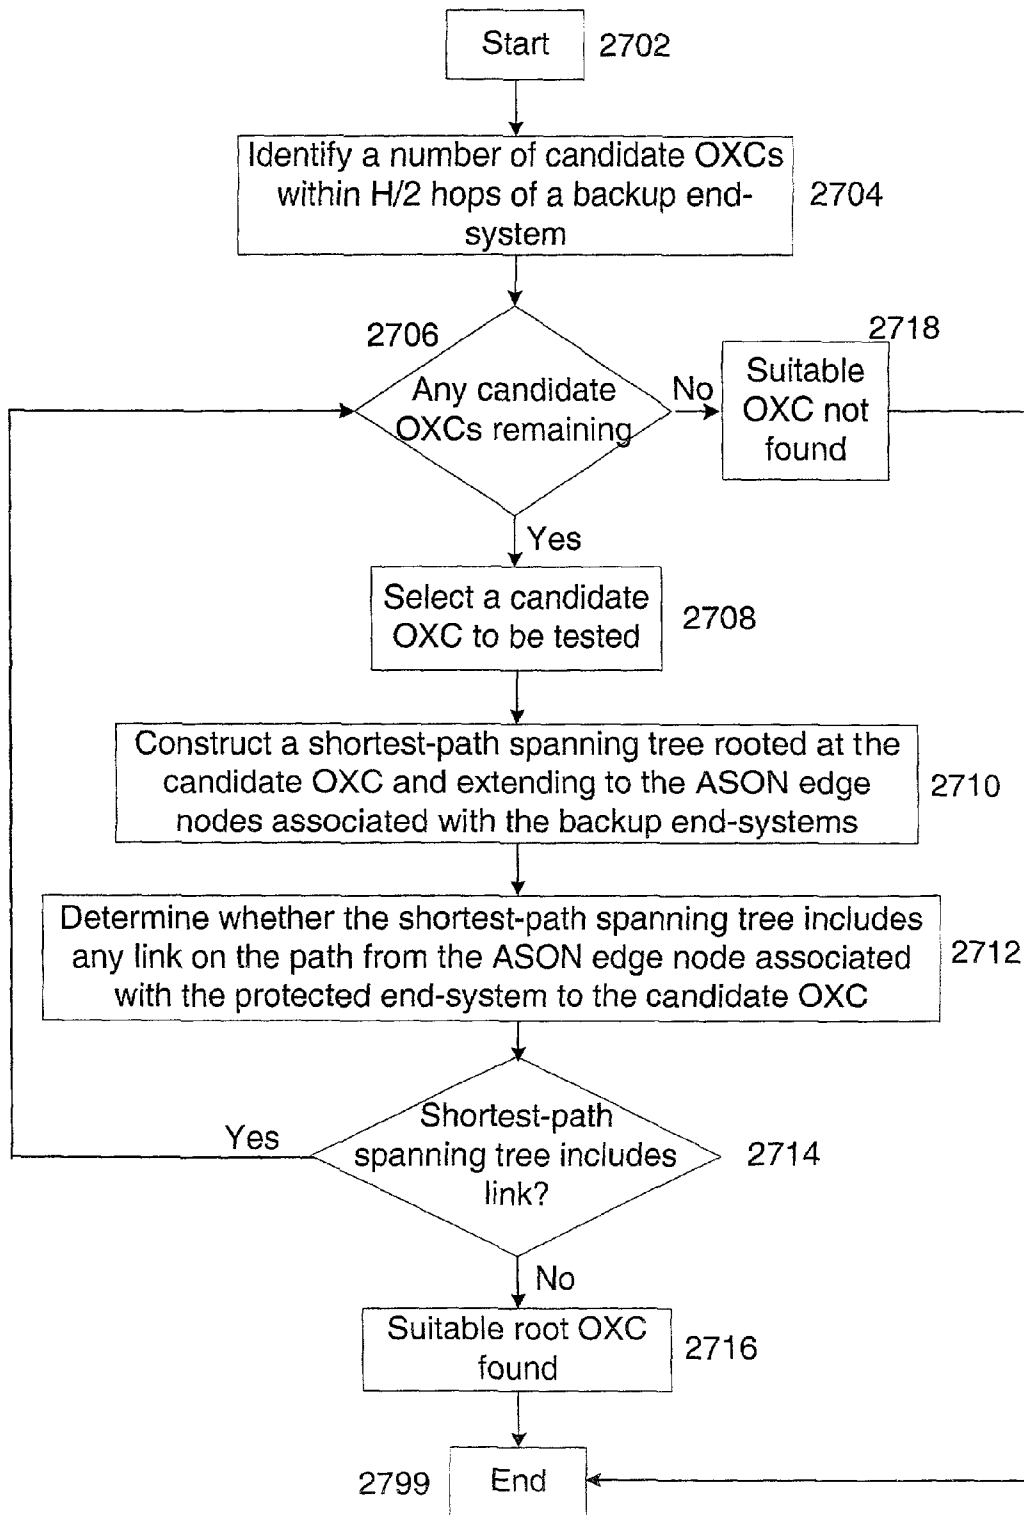 Start 2702
Identify a number of candidate OXCs
within H/2 hops of a backup end-
system
2704
2706
Any candidate
OXCs remaining
No
2718
Suitable
OXC not
found
Yes
Select a candidate
OXC to be tested
2708
Construct a shortest-path spanning tree rooted at the
candidate OXC and extending to the ASON edge
nodes associated with the backup end-systems
2710
Determine whether the shortest-path spanning tree includes
any link on the path from the ASON edge node associated
with the protected end-system to the candidate OXC
2712
Yes
Shortest-path
spanning tree includes
link?
2714
No
Suitable root OXC
found
2716
2799 End